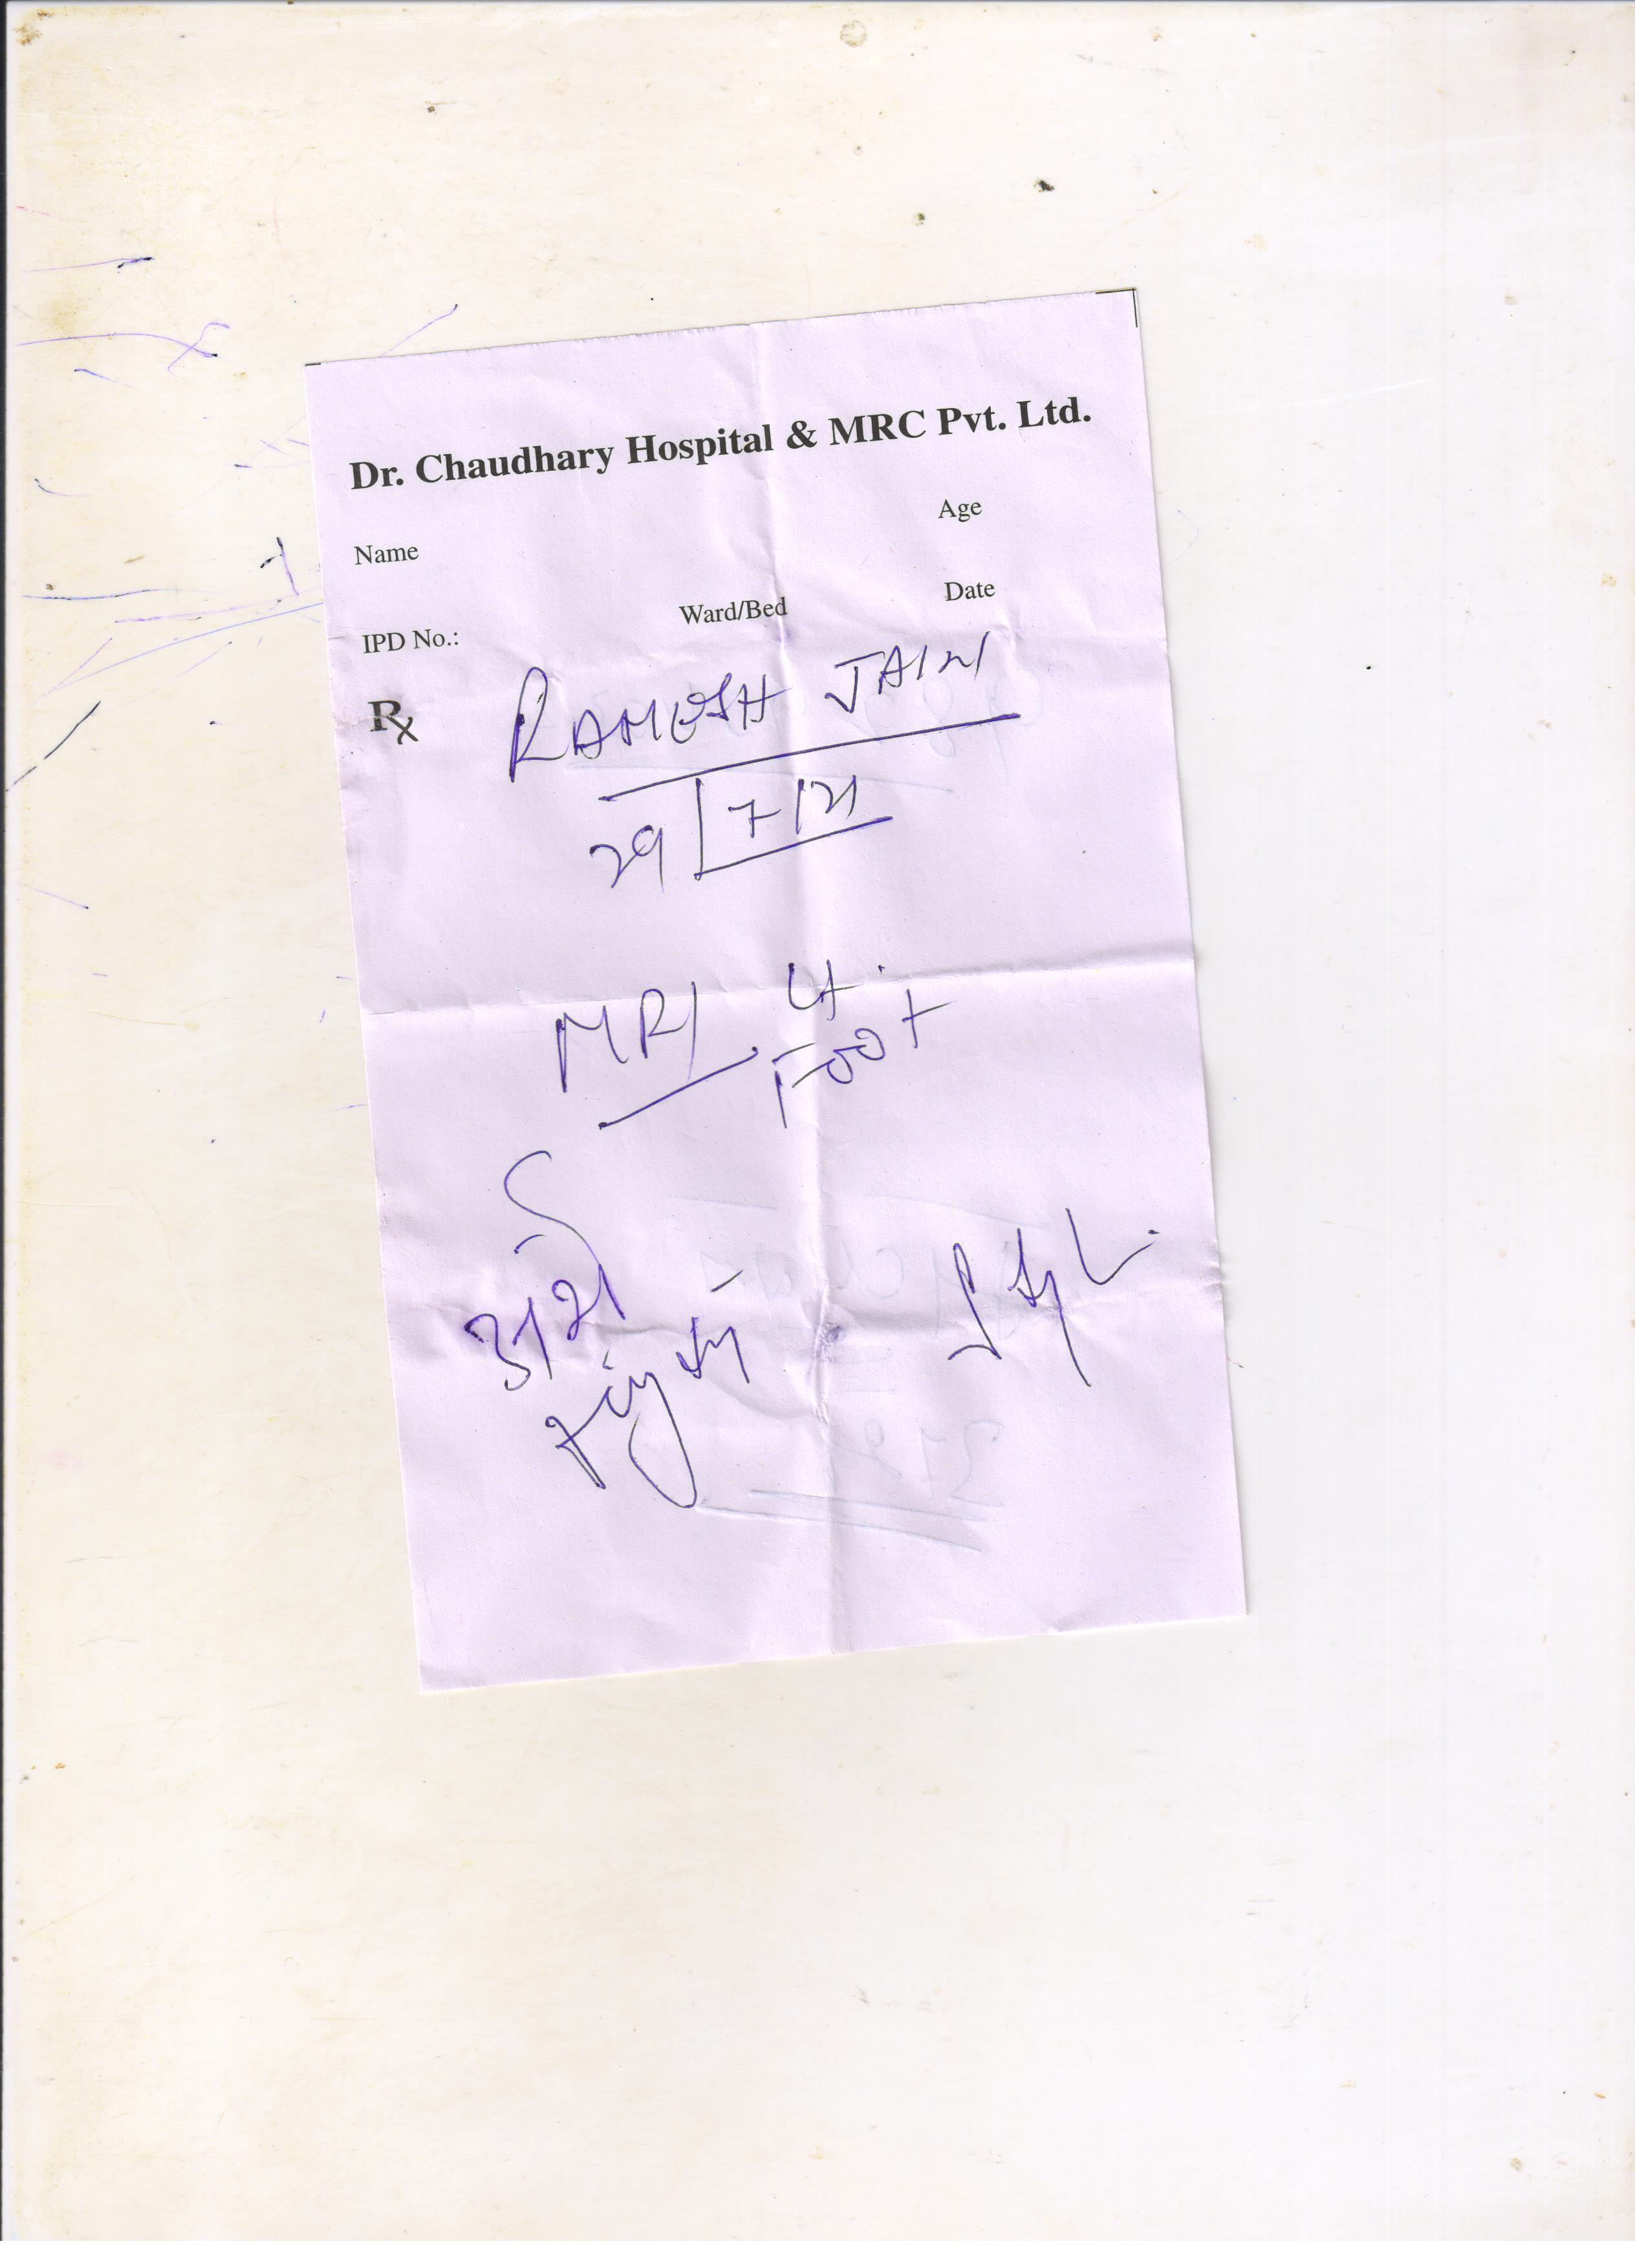 Dr. Chaudhary Hospital & MRC Pvt. Ltd.
Name Age
IPD No.: Ward/Bed Date
Rx RAMESH JAIN
29/7/21
MRI Lt.
FOOT